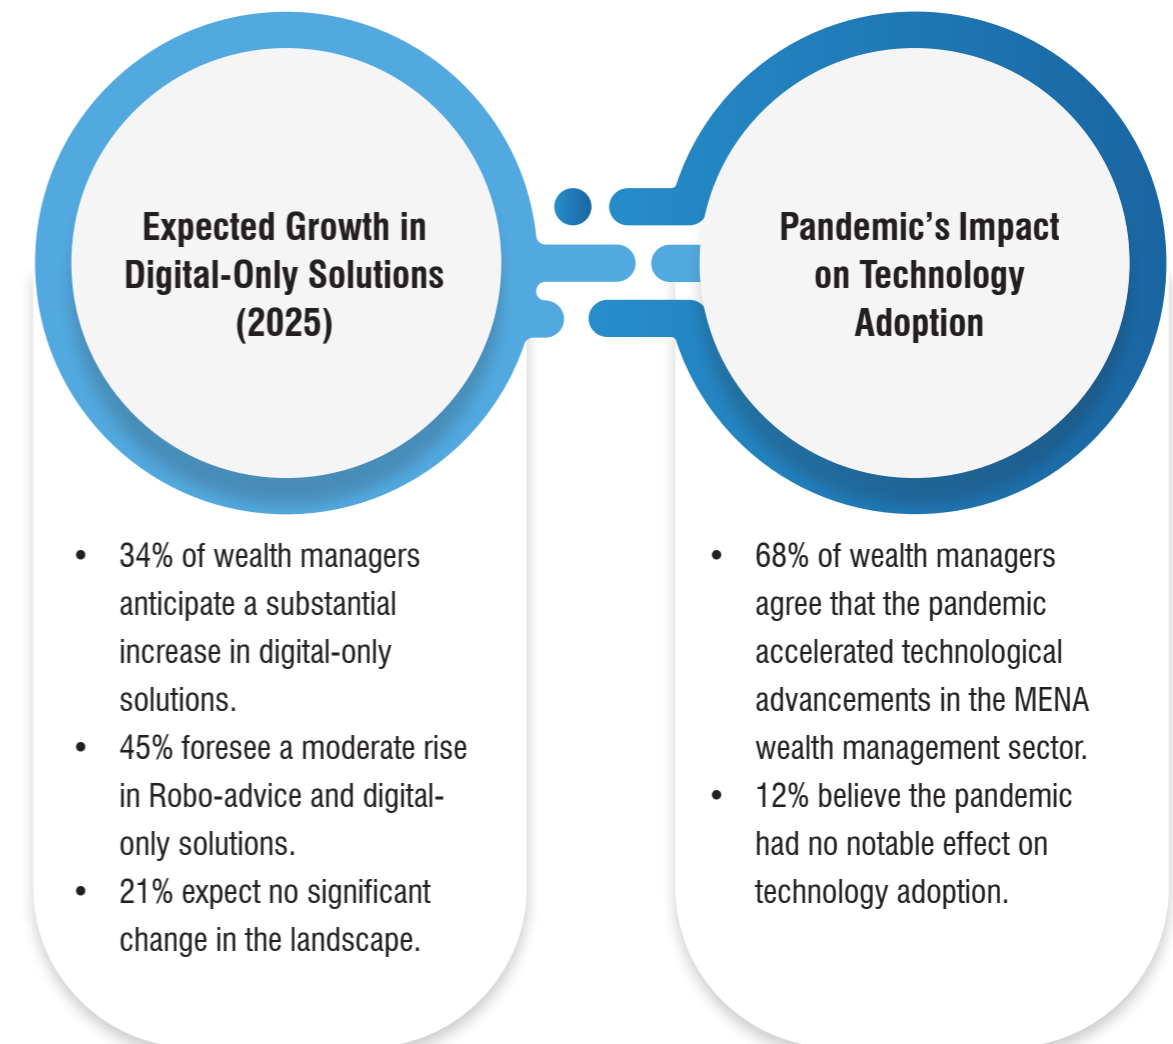 Expected Growth in
Digital-Only Solutions
(2025)
• 34% of wealth managers
anticipate a substantial
increase in digital-only
solutions.
• 45% foresee a moderate rise
in Robo-advice and digital-
only solutions.
• 21% expect no significant
change in the landscape.
Pandemic’s Impact
on Technology
Adoption
• 68% of wealth managers
agree that the pandemic
accelerated technological
advancements in the MENA
wealth management sector.
• 12% believe the pandemic
had no notable effect on
technology adoption.